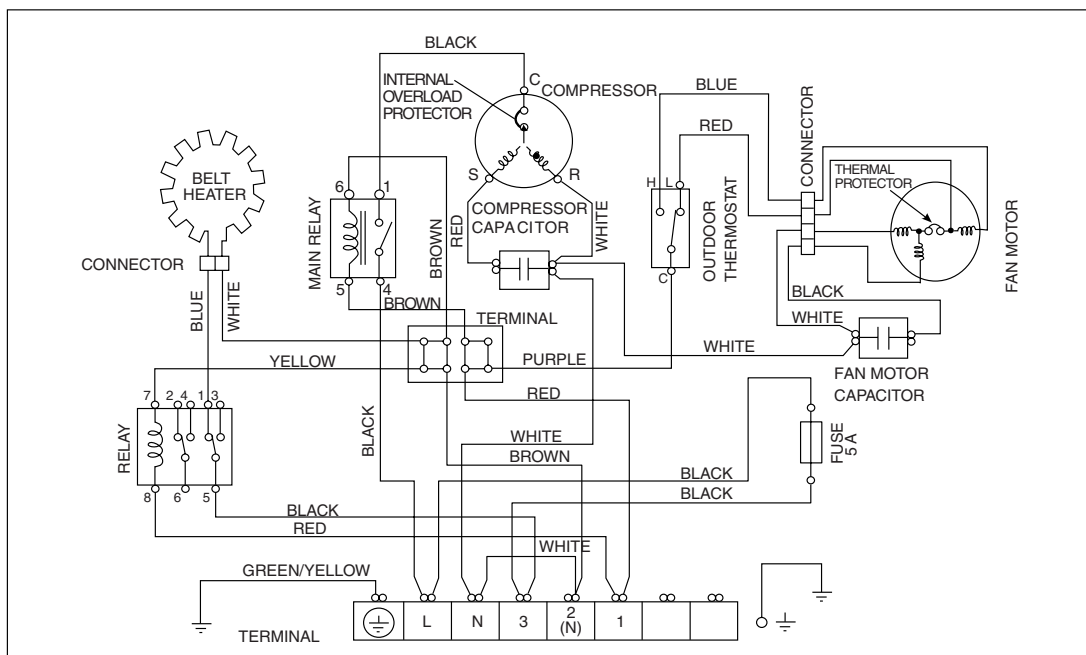 BLACK
INTERNAL
OVERLOAD
PROTECTOR
C
COMPRESSOR
S
R
BLUE
RED
CONNECTOR
THERMAL
PROTECTOR
FAN MOTOR
BELT
HEATER
CONNECTOR
BLUE
WHITE
6 1
MAIN RELAY
5 4
BROWN
BROWN
RED
COMPRESSOR
CAPACITOR
WHITE
H L
OUTDOOR
THERMOSTAT
C
BLACK
WHITE
WHITE
FAN MOTOR
CAPACITOR
TERMINAL
YELLOW
PURPLE
RED
7 2 4 1 3
RELAY
8 6 5
BLACK
WHITE
BROWN
BLACK
BLACK
FUSE
5 A
BLACK
RED
WHITE
GREEN/YELLOW
TERMINAL
L N 3 2 (N) 1